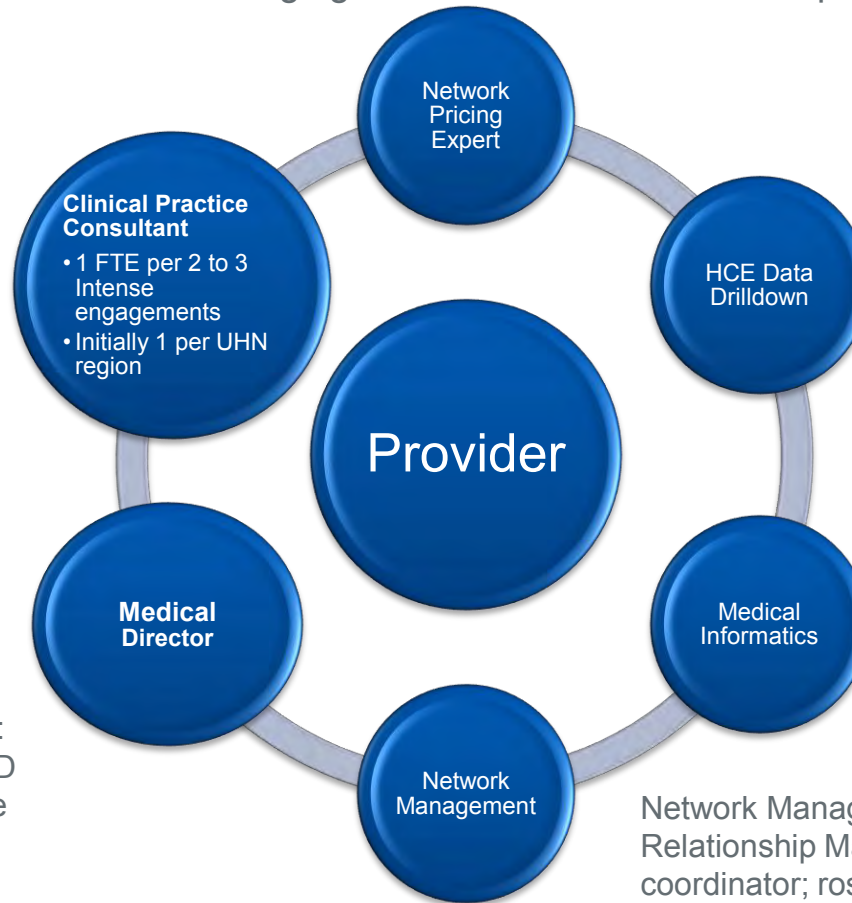 Network
Pricing
Expert
Clinical Practice
Consultant
• 1 FTE per 2 to 3
Intense
engagements
• Initially 1 per UHN
region
HCE Data
Drilldown
Provider
Medical
Director
Medical
Informatics
Network
Management
:
D
e
Network Manag
Relationship Ma
coordinator; ros